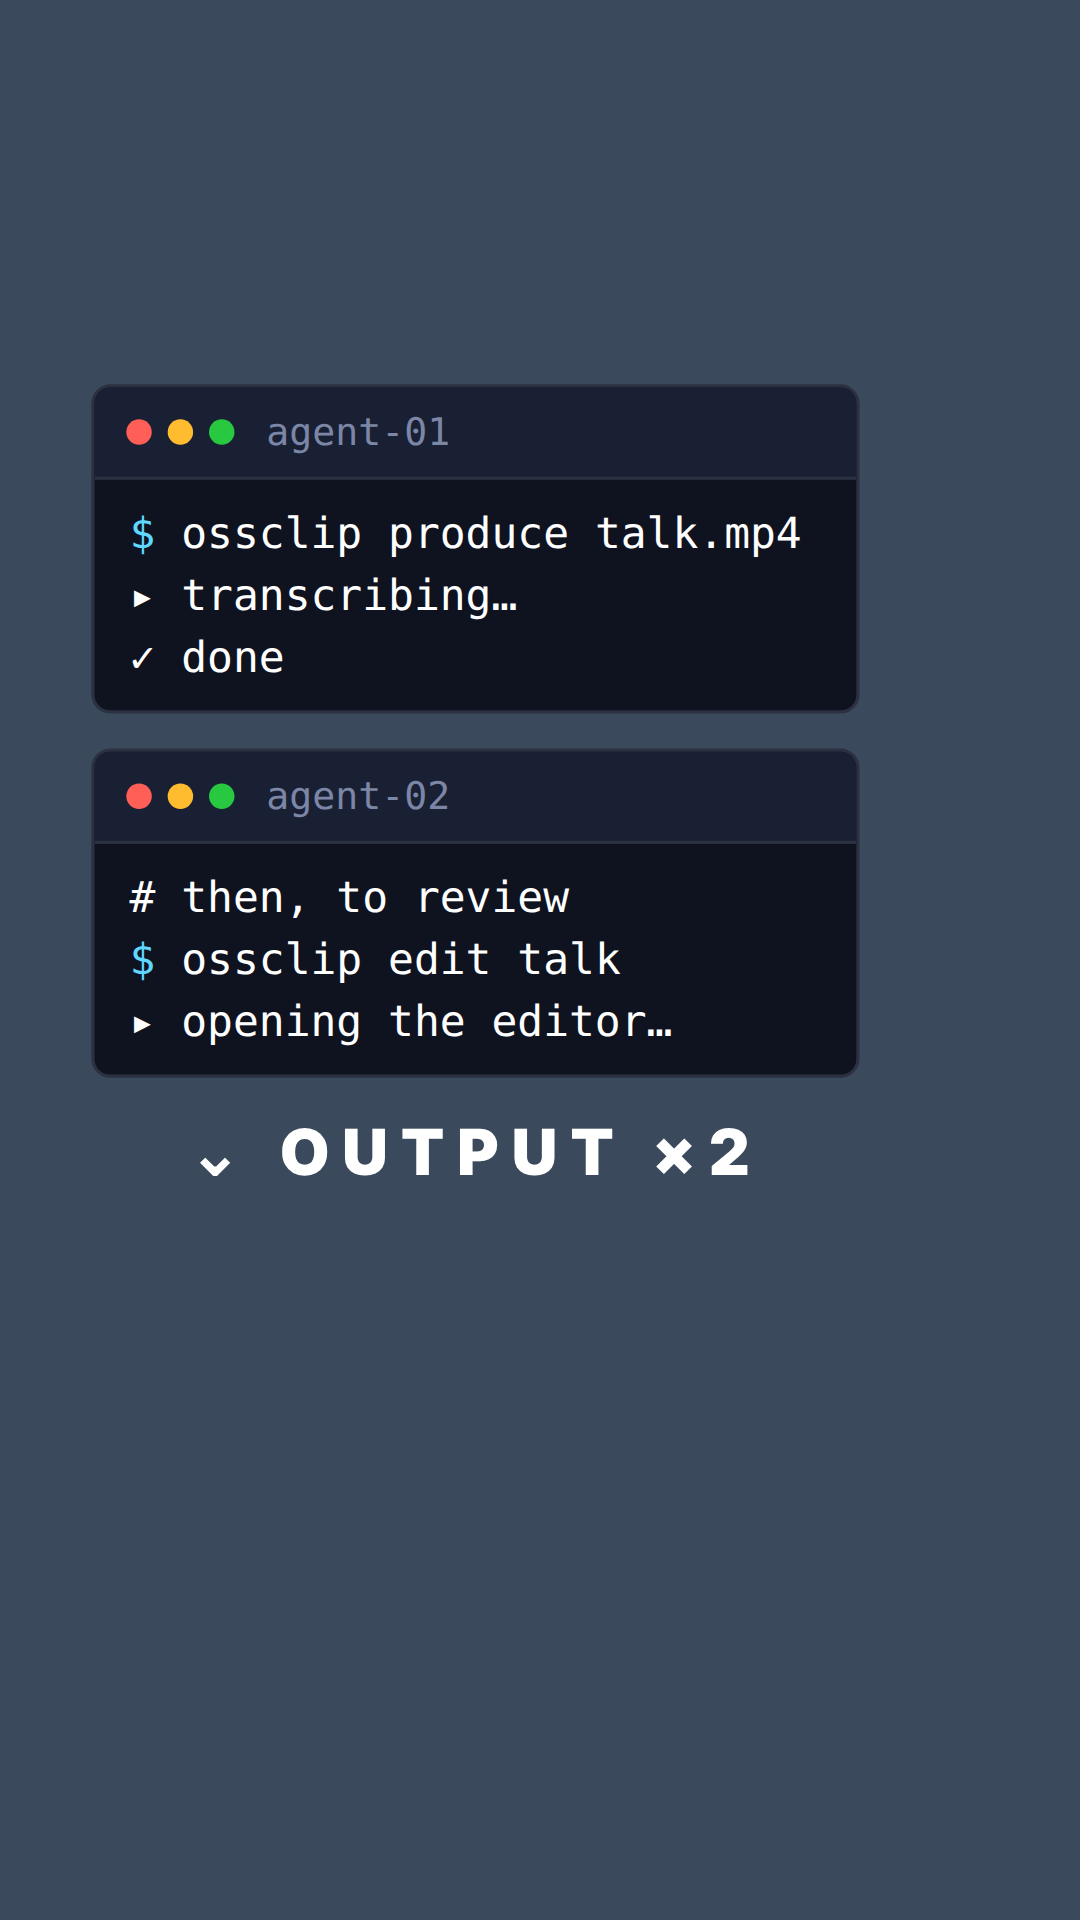 agent-01
$ ossclip produce talk.mp4
▸ transcribing…
✓ done
agent-02
# then, to review
$ ossclip edit talk
▸ opening the editor…
⌄ OUTPUT ×2